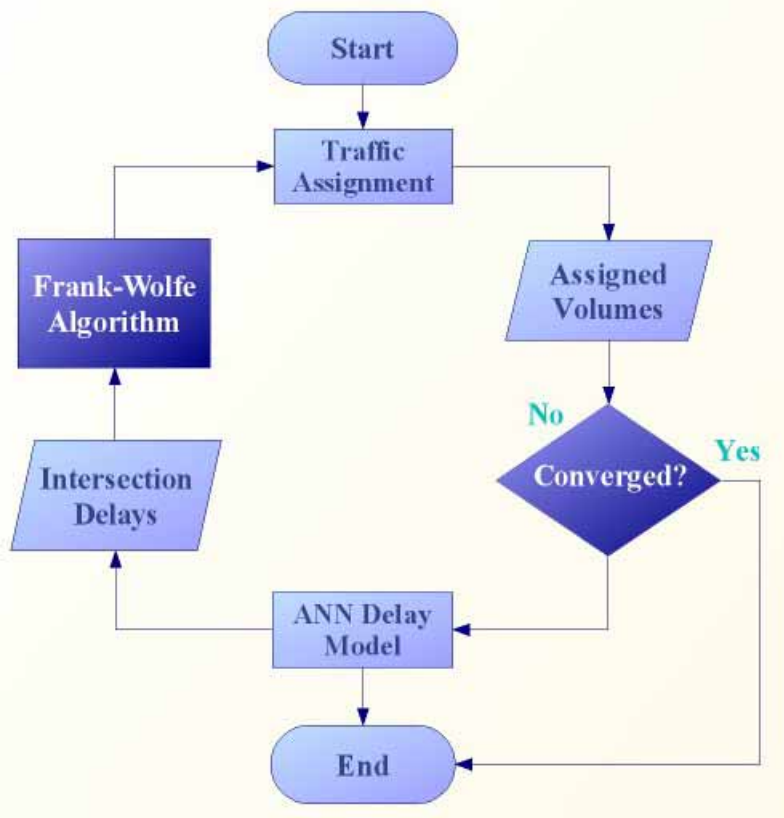 Start
Traffic
Assignment
Frank-Wolfe
Algorithm
Assigned
Volumes
No
Yes
Converged?
Intersection
Delays
ANN Delay
Model
End